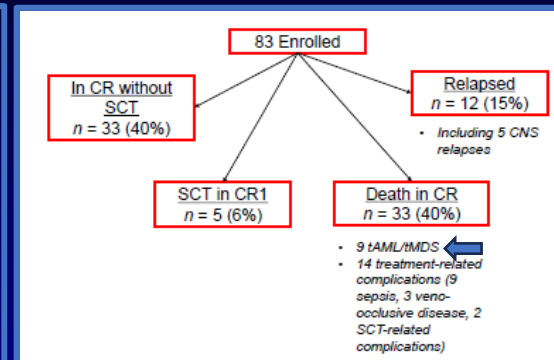 83 Enrolled
In CR without
SCT
n = 33 (40%)
Relapsed
n = 12 (15%)
• Including 5 CNS
relapses
SCT in CR1
n = 5 (6%)
Death in CR
n = 33 (40%)
• 9 tAML/tMDS
• 14 treatment-related
complications (9
sepsis, 3 veno-
occlusive disease, 2
SCT-related
complications)